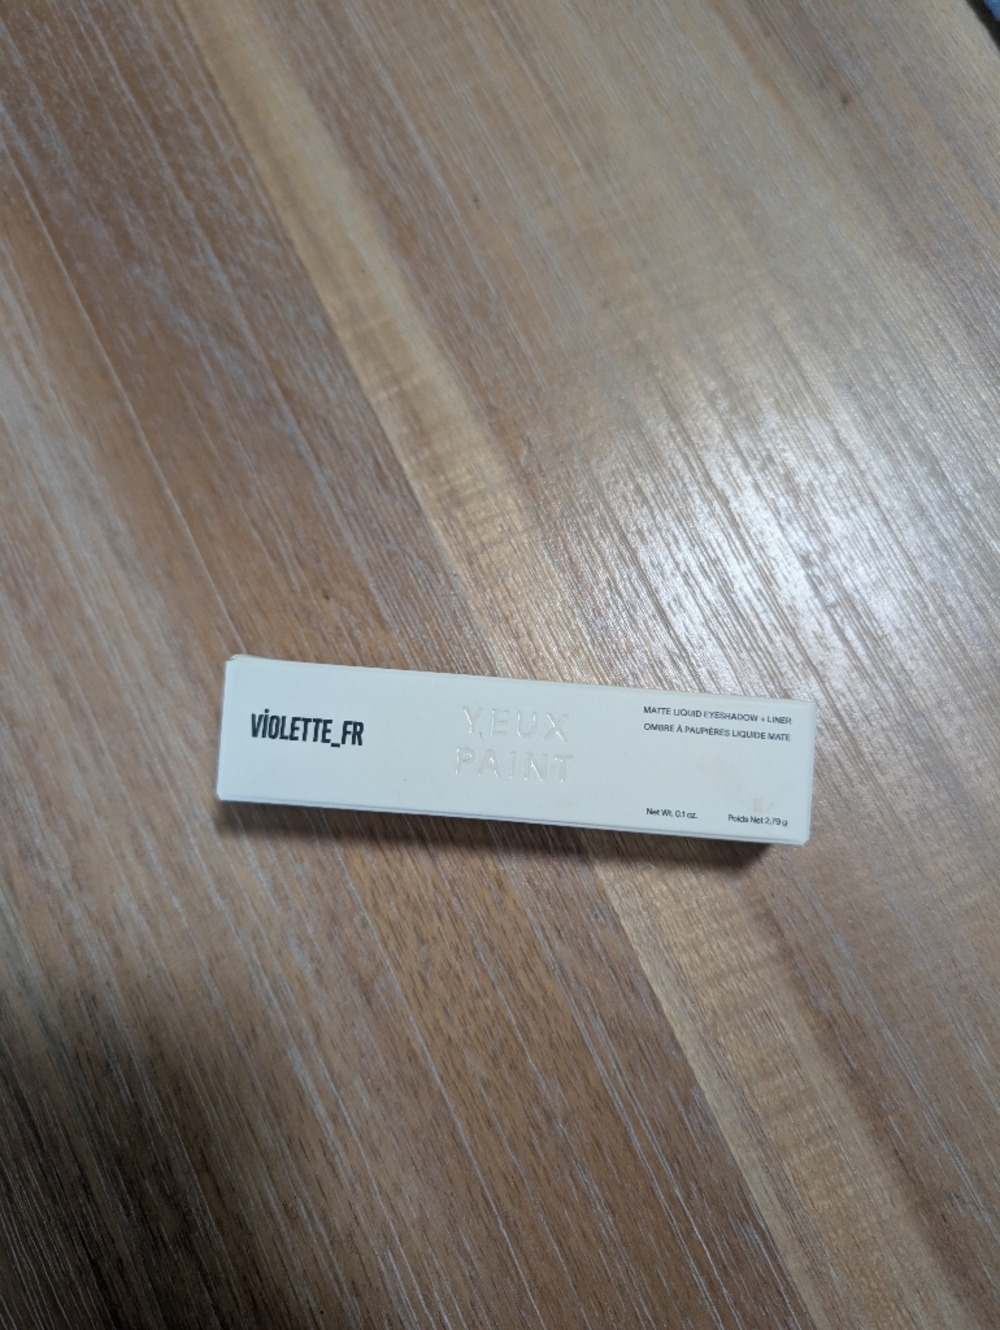 ViOLETTE_FR
YEUX
PAINT
MATTE LIQUID EYESHADOW + LINER
OMBRE À PAUPIÈRES LIQUIDE MATE
Net Wt. 0.1 oz. Poids Net 2,79 g